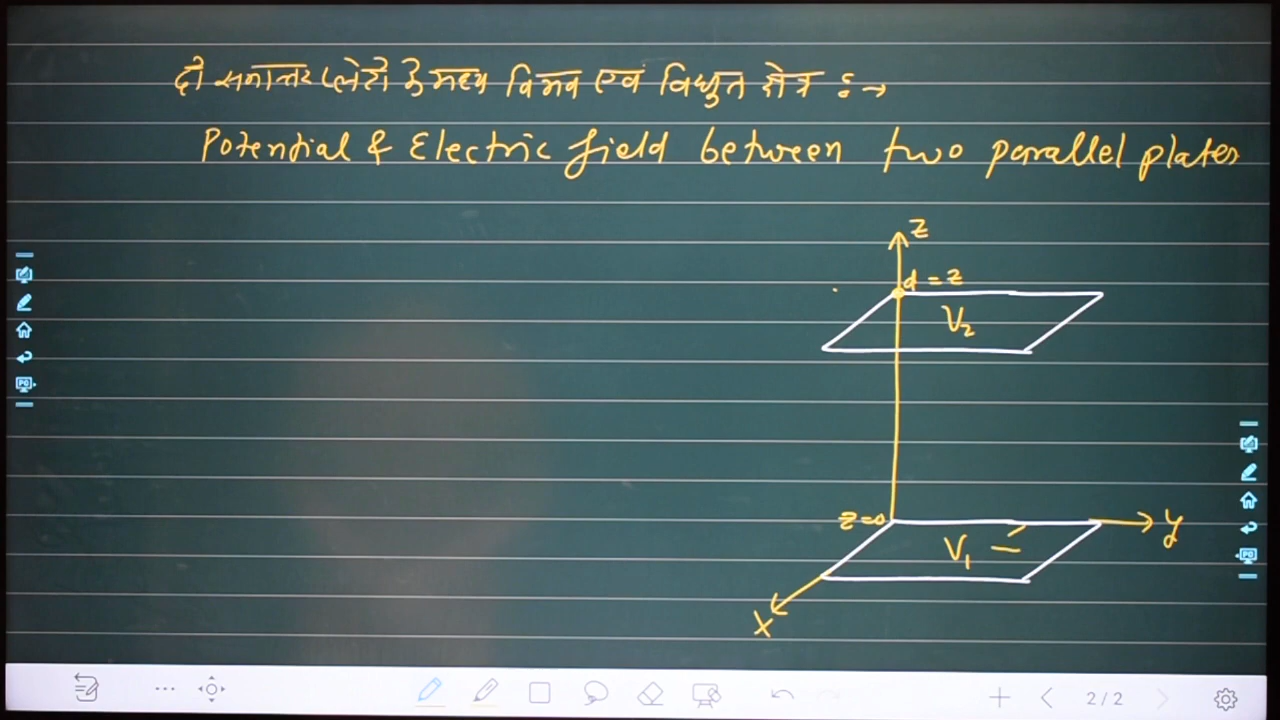 दो समान्तर प्लेटो के मध्य विभव एवं विधुत क्षेत्र :→
Potential & Electric field between two parallel plates
Z
d = z
V₂
z=0
V₁
y
X
2/2